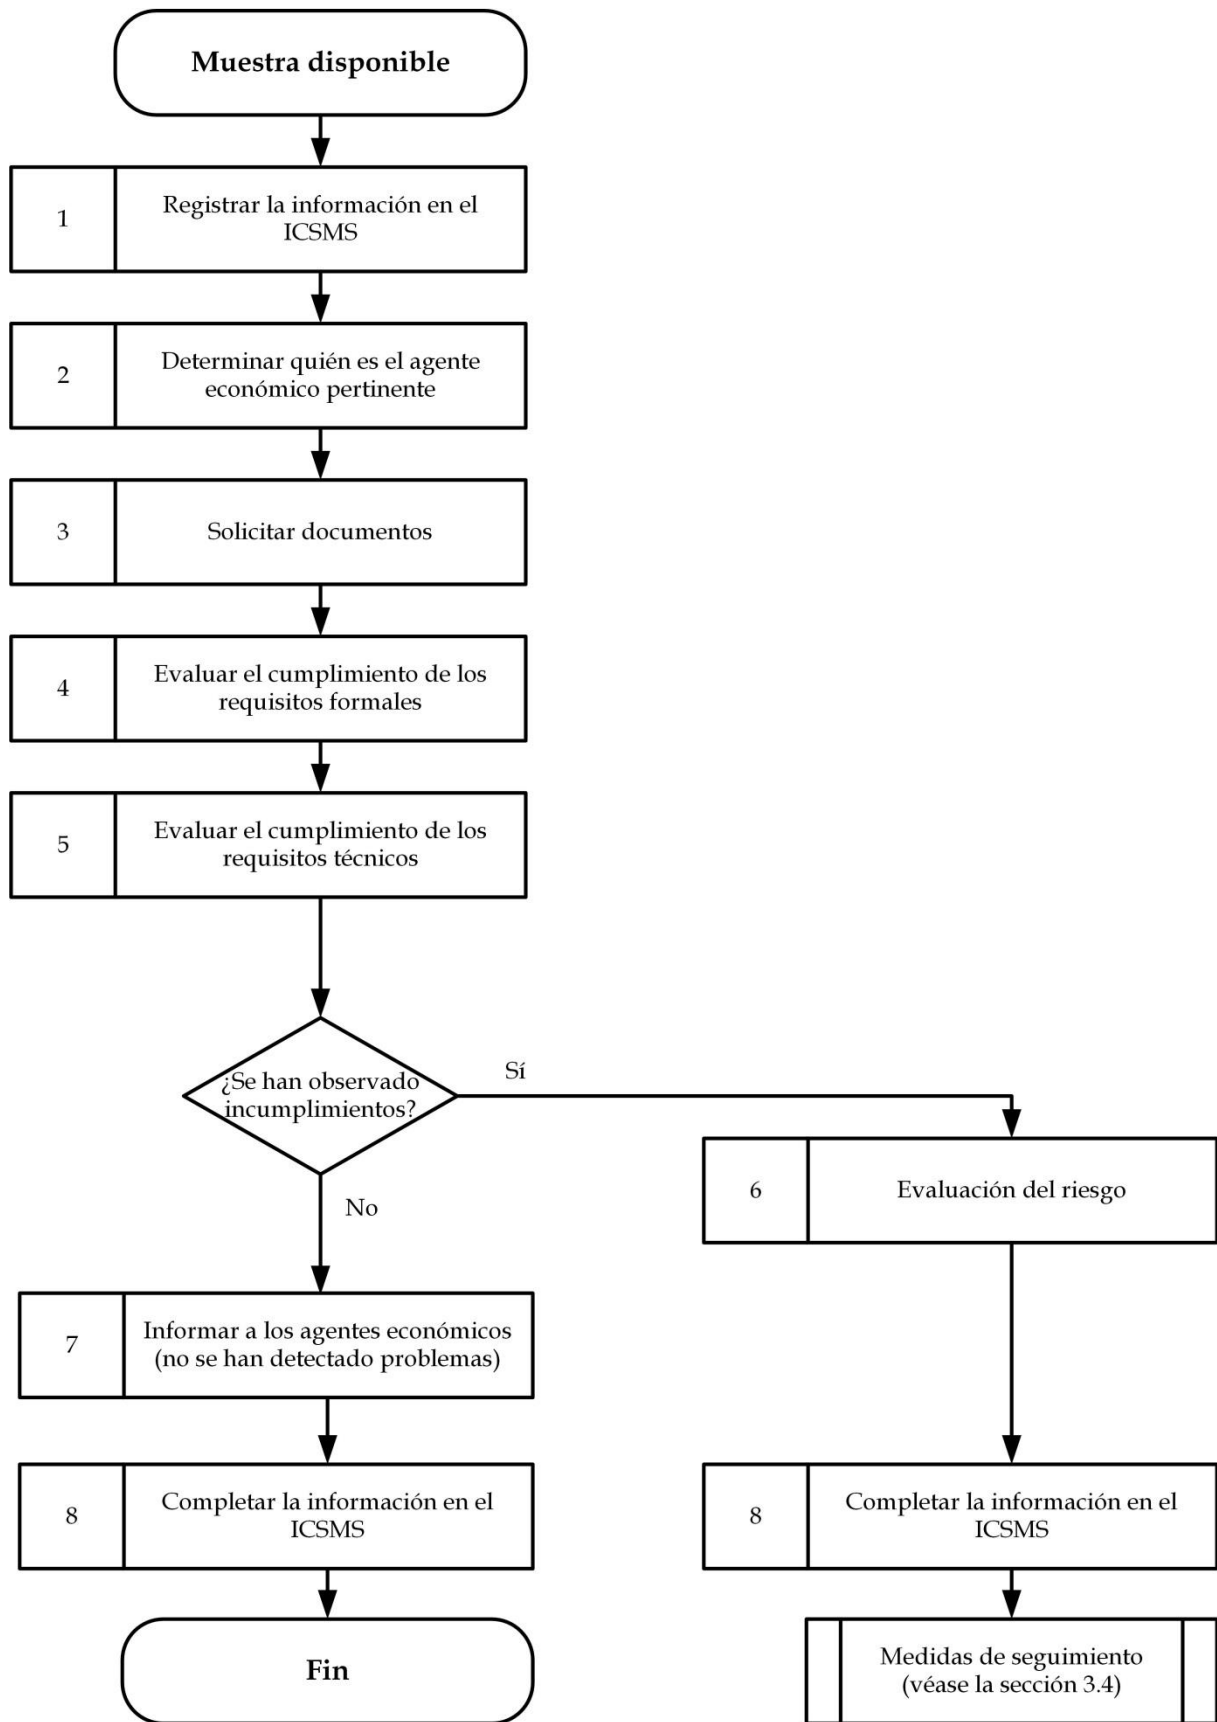 Muestra disponible
1
Registrar la información en el
ICSMS
2
Determinar quién es el agente
económico pertinente
3
Solicitar documentos
4
Evaluar el cumplimiento de los
requisitos formales
5
Evaluar el cumplimiento de los
requisitos técnicos
¿Se han observado
incumplimientos?
Sí
No
6
Evaluación del riesgo
7
Informar a los agentes económicos
(no se han detectado problemas)
8
Completar la información en el
ICSMS
8
Completar la información en el
ICSMS
Fin
Medidas de seguimiento
(véase la sección 3.4)